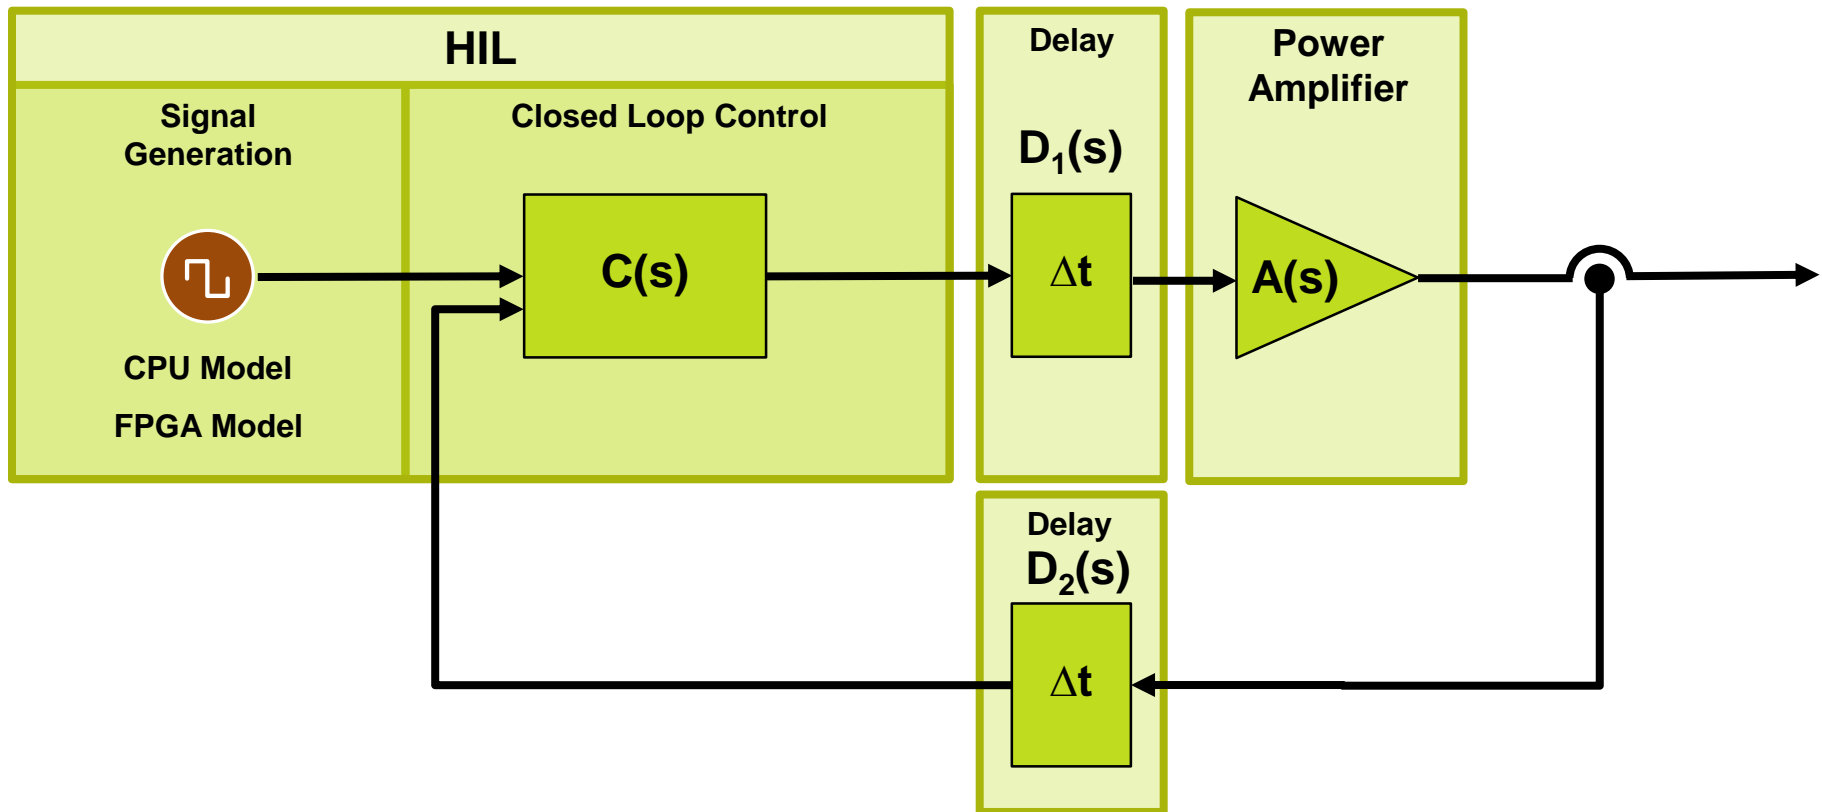 HIL
Signal
Generation
CPU Model
FPGA Model
Closed Loop Control
C(s)
Delay
D₁(s)
Δt
Power
Amplifier
A(s)
Delay
D₂(s)
Δt